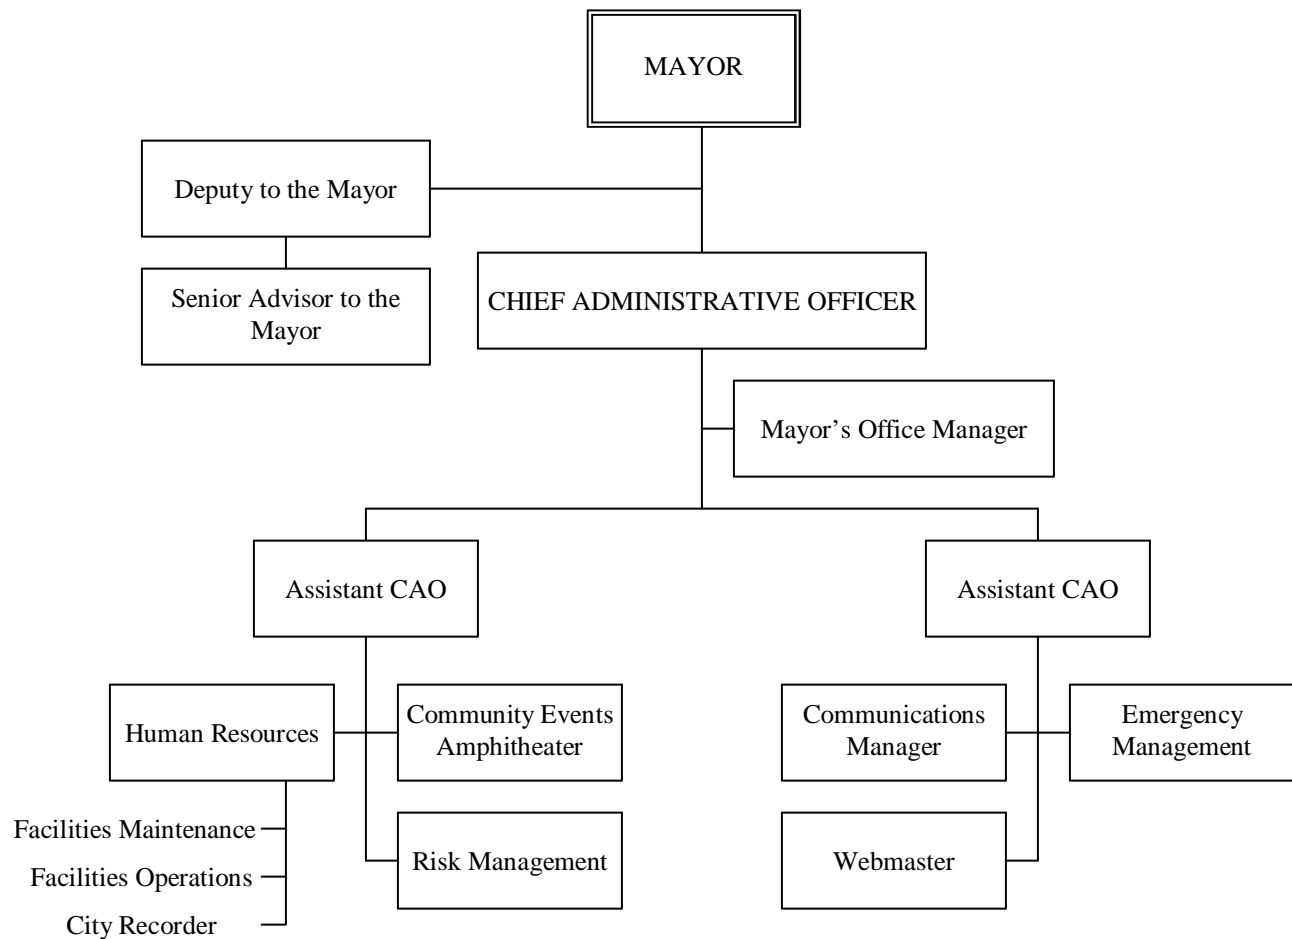 MAYOR
Deputy to the Mayor
Senior Advisor to the
Mayor
CHIEF ADMINISTRATIVE OFFICER
Mayor’s Office Manager
Assistant CAO
Assistant CAO
Human Resources
Community Events
Amphitheater
Communications
Manager
Emergency
Management
Facilities Maintenance
Facilities Operations
City Recorder
Risk Management
Webmaster